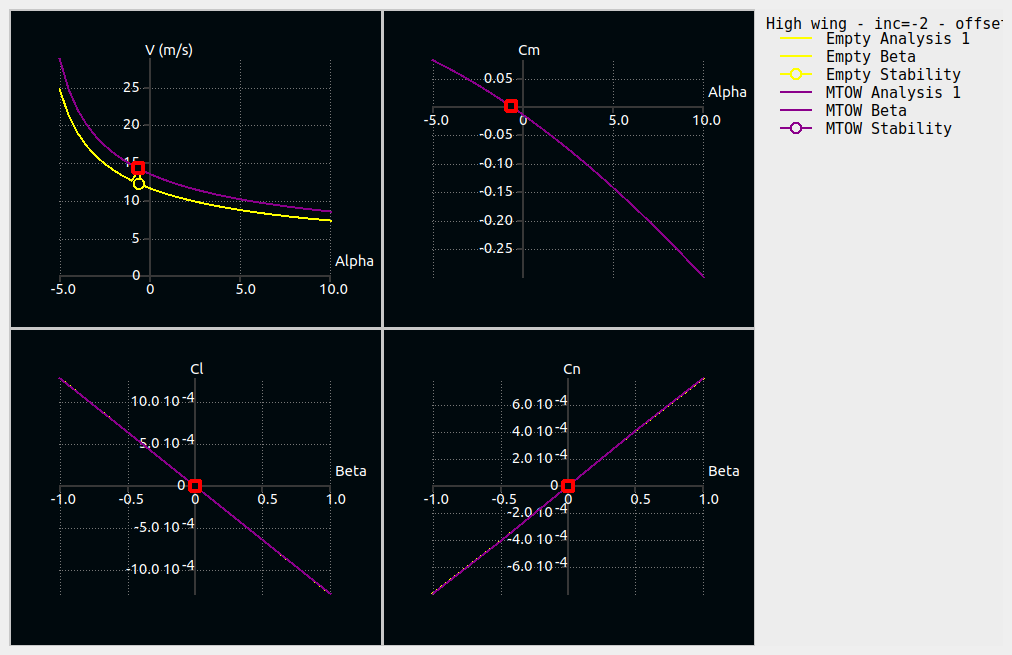 V (m/s)
25
20
15
10
5
0
Alpha
-5.0 0 5.0 10.0
Cm
0.05
Alpha
-5.0 0 5.0 10.0
-0.05
-0.10
-0.15
-0.20
-0.25
Cl
10.0 10 -4
5.0 10 -4
Beta
0
-1.0 -0.5 0 0.5 1.0
-5.0 10 -4
-10.0 10 -4
Cn
6.0 10 -4
4.0 10 -4
2.0 10 -4
Beta
0
-1.0 -0.5 0 0.5 1.0
-2.0 10 -4
-4.0 10 -4
-6.0 10 -4
High wing - inc=-2 - offse
Empty Analysis 1
Empty Beta
Empty Stability
MTOW Analysis 1
MTOW Beta
MTOW Stability